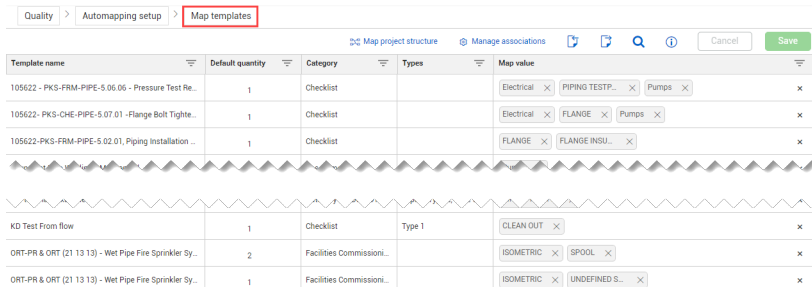 Quality Automapping setup Map templates
Map project structure Manage associations Cancel Save
Template name Default quantity Category Types Map value
105622 - PKS-FRM-PIPE-5.06.06 - Pressure Test Re... 1 Checklist Electrical PIPING TESTP... Pumps
105622- PKS-CHE-PIPE-5.07.01 -Flange Bolt Tighte... 1 Checklist Electrical FLANGE Pumps
105622-PKS-FRM-PIPE-5.02.01, Piping Installation ... 1 Checklist FLANGE FLANGE INSU...
KD Test From flow 1 Checklist Type 1 CLEAN OUT
ORT-PR & ORT (21 13 13) - Wet Pipe Fire Sprinkler Sy... 2 Facilities Commissioni... ISOMETRIC SPOOL
ORT-PR & ORT (21 13 13) - Wet Pipe Fire Sprinkler Sy... 1 Facilities Commissioni... ISOMETRIC UNDEFINED S...